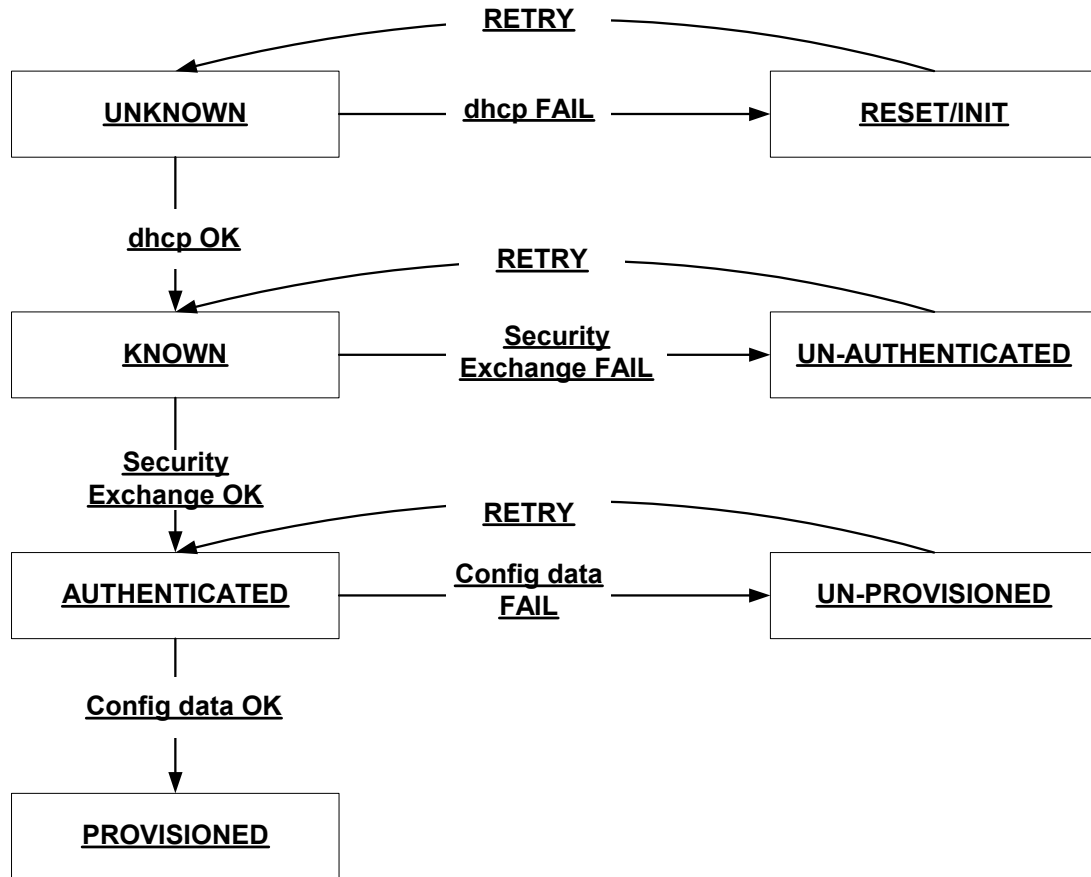 RETRY
UNKNOWN
dhcp FAIL
RESET/INIT
dhcp OK
RETRY
KNOWN
Security
Exchange FAIL
UN-AUTHENTICATED
Security
Exchange OK
RETRY
AUTHENTICATED
Config data
FAIL
UN-PROVISIONED
Config data OK
PROVISIONED